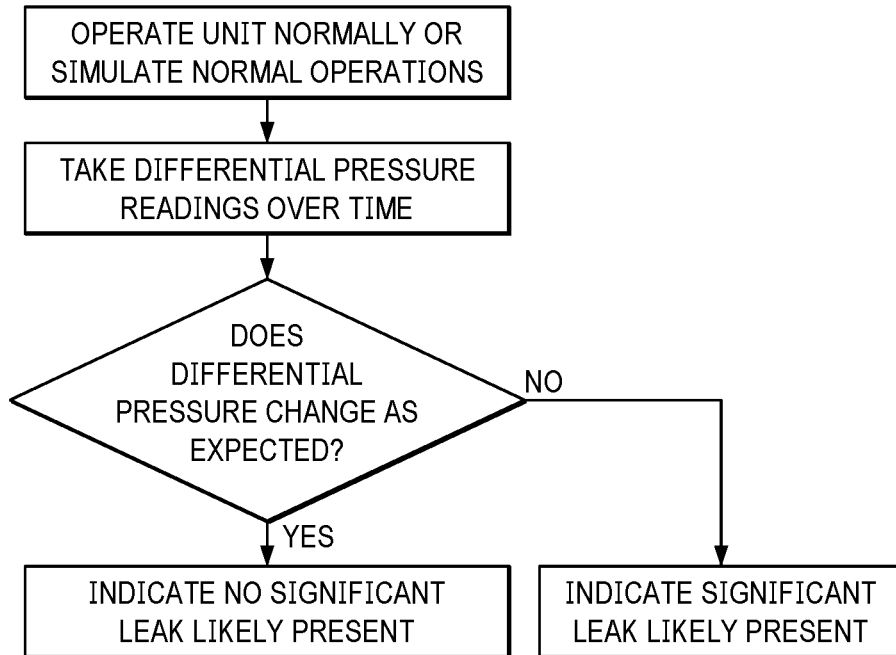 OPERATE UNIT NORMALLY OR
SIMULATE NORMAL OPERATIONS
TAKE DIFFERENTIAL PRESSURE
READINGS OVER TIME
DOES
DIFFERENTIAL
PRESSURE CHANGE AS
EXPECTED?
NO
YES
INDICATE NO SIGNIFICANT
LEAK LIKELY PRESENT
INDICATE SIGNIFICANT
LEAK LIKELY PRESENT